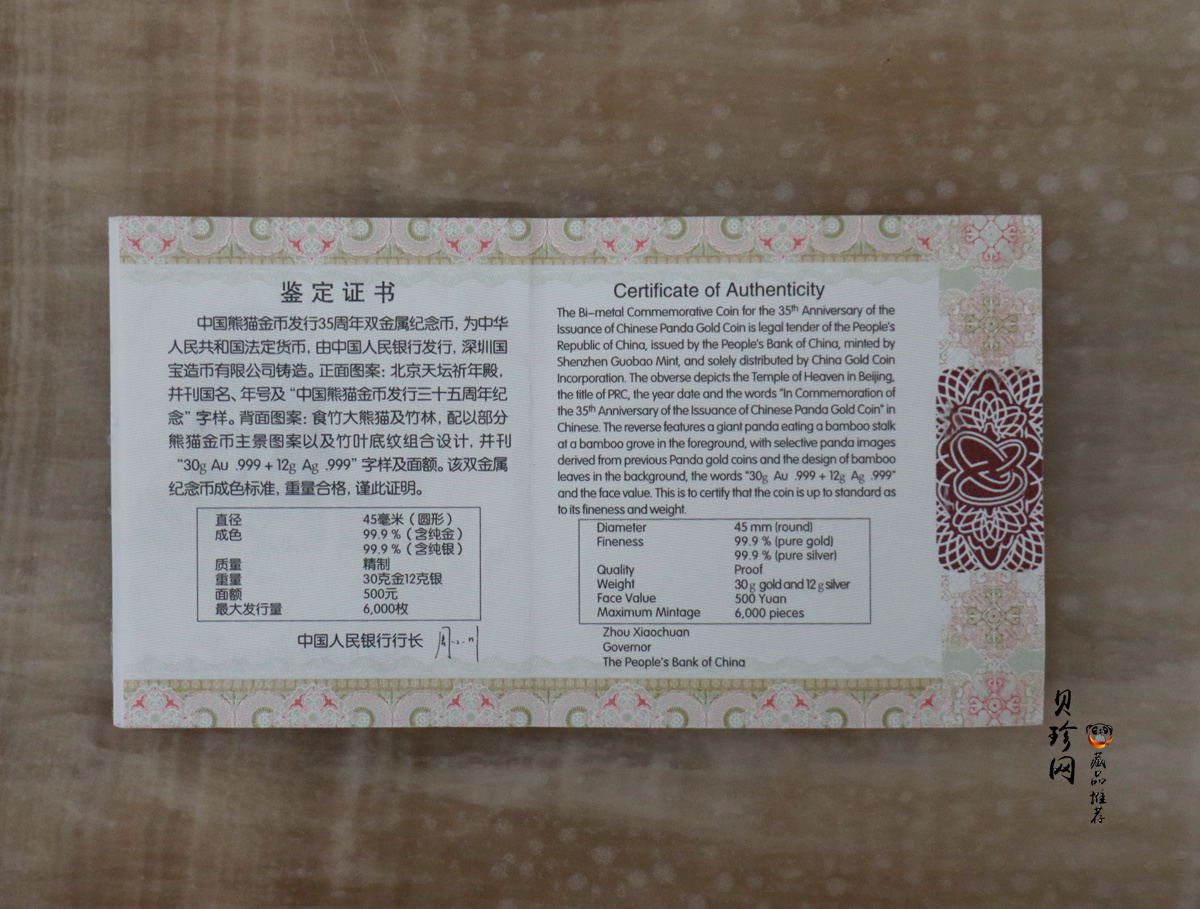 鉴定证书
中国熊猫金币发行35周年双金属纪念币，为中华
人民共和国法定货币，由中国人民银行发行，深圳国
宝造币有限公司铸造。正面图案：北京天坛祈年殿，
并刊国名、年号及“中国熊猫金币发行三十五周年纪
念”字样。背面图案：食竹大熊猫及竹林，配以部分
熊猫金币主景图案以及竹叶底纹组合设计，并刊
“30g Au .999 + 12g Ag .999”字样及面额。该双金属
纪念币成色标准，重量合格，谨此证明。
直径 45毫米（圆形）
成色 99.9 %（含纯金）
99.9 %（含纯银）
质量 精制
重量 30克金12克银
面额 500元
最大发行量 6,000枚
中国人民银行行长
Certificate of Authenticity
The Bi-metal Commemorative Coin for the 35th Anniversary of the
Issuance of Chinese Panda Gold Coin is legal tender of the People's
Republic of China, issued by the People's Bank of China, minted by
Shenzhen Guobao Mint, and solely distributed by China Gold Coin
Incorporation. The obverse depicts the Temple of Heaven in Beijing,
the title of PRC, the year date and the words "In Commemoration of
the 35th Anniversary of the Issuance of Chinese Panda Gold Coin" in
Chinese. The reverse features a giant panda eating a bamboo stalk
at a bamboo grove in the foreground, with selective panda images
derived from previous Panda gold coins and the design of bamboo
leaves in the background, the words "30g Au .999 + 12g Ag .999"
and the face value. This is to certify that the coin is up to standard as
to its fineness and weight.
Diameter 45 mm (round)
Fineness 99.9 % (pure gold)
99.9 % (pure silver)
Quality Proof
Weight 30 g gold and 12 g silver
Face Value 500 Yuan
Maximum Mintage 6,000 pieces
Zhou Xiaochuan
Governor
The People's Bank of China
贝珍网
藏品推荐